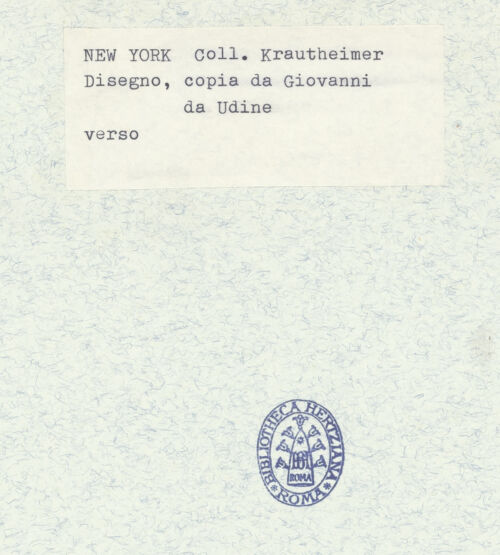 NEW YORK  Coll. Krautheimer
Disegno, copia da Giovanni
da Udine
verso
BIBLIOTHECA HERTZIANA
ROMA
ROMA